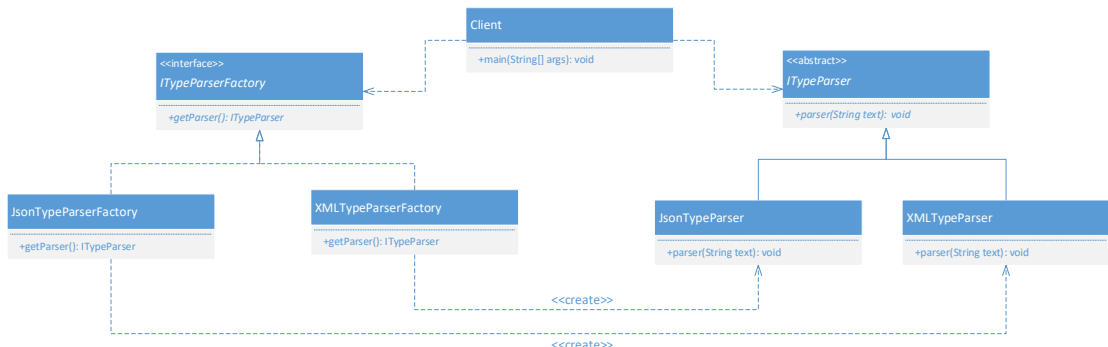 Client
+main(String[] args): void
<<interface>>
ITypeParserFactory
+getParser(): ITypeParser
<<abstract>>
ITypeParser
+parser(String text): void
JsonTypeParserFactory
+getParser(): ITypeParser
XMLTypeParserFactory
+getParser(): ITypeParser
JsonTypeParser
+parser(String text): void
XMLTypeParser
+parser(String text): void
<<create>>
<<create>>